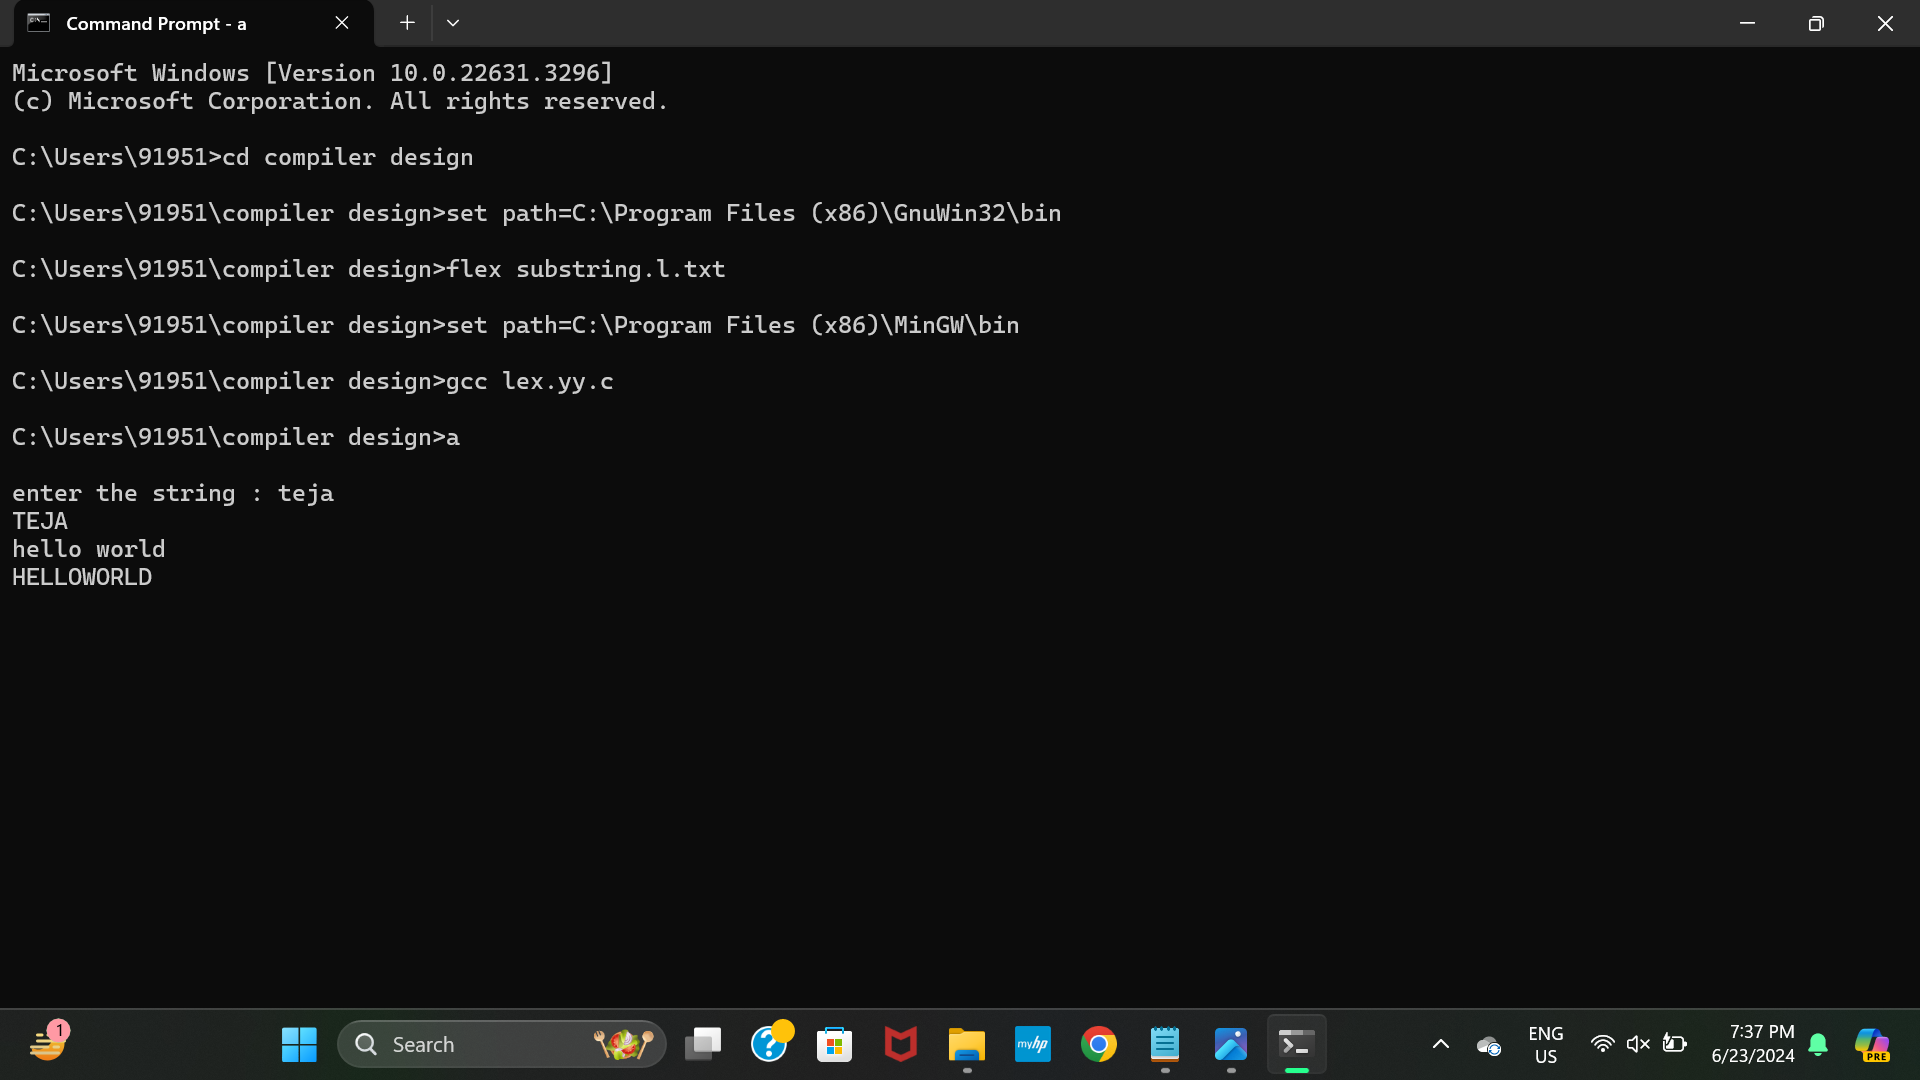 Command Prompt - a
Microsoft Windows [Version 10.0.22631.3296]
(c) Microsoft Corporation. All rights reserved.
C:\Users\91951>cd compiler design
C:\Users\91951\compiler design>set path=C:\Program Files (x86)\GnuWin32\bin
C:\Users\91951\compiler design>flex substring.l.txt
C:\Users\91951\compiler design>set path=C:\Program Files (x86)\MinGW\bin
C:\Users\91951\compiler design>gcc lex.yy.c
C:\Users\91951\compiler design>a
enter the string : teja
TEJA
hello world
HELLOWORLD
1
Search
myhp
ENG
US
7:37 PM
6/23/2024
PRE